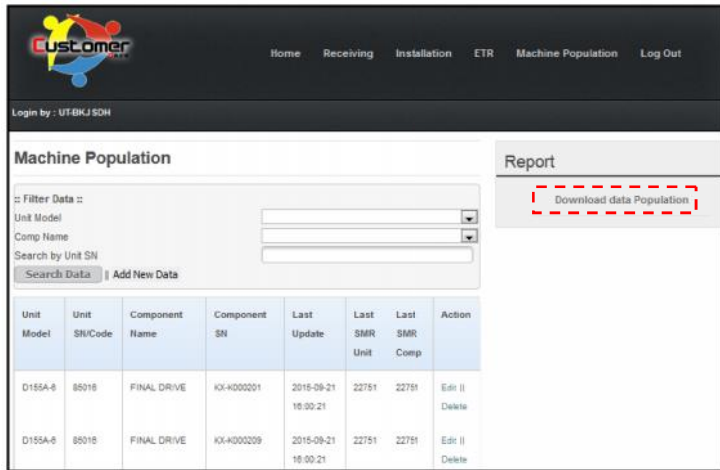 Customer
Home Receiving Installation ETR Machine Population Log Out
Login by : UT-BKJ SDH
Machine Population
Report
Download data Population
:: Filter Data ::
Unit Model
Comp Name
Search by Unit SN
Search Data || Add New Data
Unit Model Unit SN/Code Component Name Component SN Last Update Last SMR Unit Last SMR Comp Action
D155A-6 85016 FINAL DRIVE KX-K000201 2015-09-21 16:00:21 22751 22751 Edit || Delete
D155A-6 85016 FINAL DRIVE KX-K000209 2015-09-21 16:00:21 22751 22751 Edit || Delete